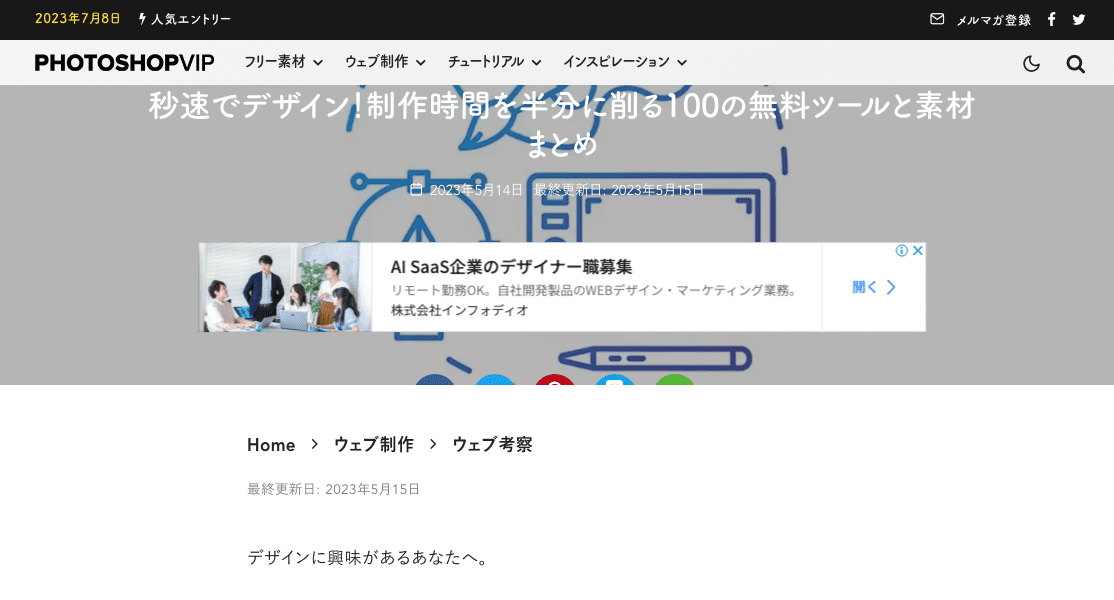 2023年7月8日 人気エントリー メルマガ登録
PHOTOSHOPVIP フリー素材 ウェブ制作 チュートリアル インスピレーション
秒速でデザイン!制作時間を半分に削る100の無料ツールと素材
まとめ
2023年5月14日 最終更新日: 2023年5月15日
AI SaaS企業のデザイナー職募集
リモート勤務OK。自社開発製品のWEBデザイン・マーケティング業務。
株式会社インフォディオ
開く
Home ウェブ制作 ウェブ考察
最終更新日: 2023年5月15日
デザインに興味があるあなたへ。